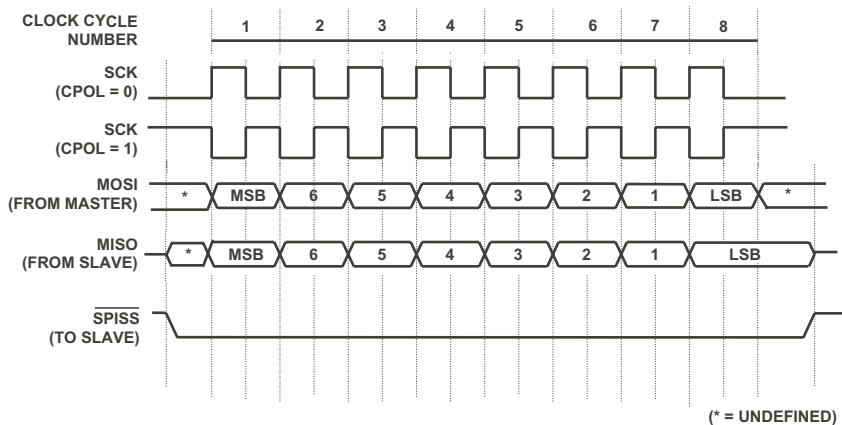 CLOCK CYCLE
NUMBER
1 2 3 4 5 6 7 8
SCK
(CPOL = 0)
SCK
(CPOL = 1)
MOSI
(FROM MASTER)
* MSB 6 5 4 3 2 1 LSB *
MISO
(FROM SLAVE)
* MSB 6 5 4 3 2 1 LSB
SPISS
(TO SLAVE)
(* = UNDEFINED)